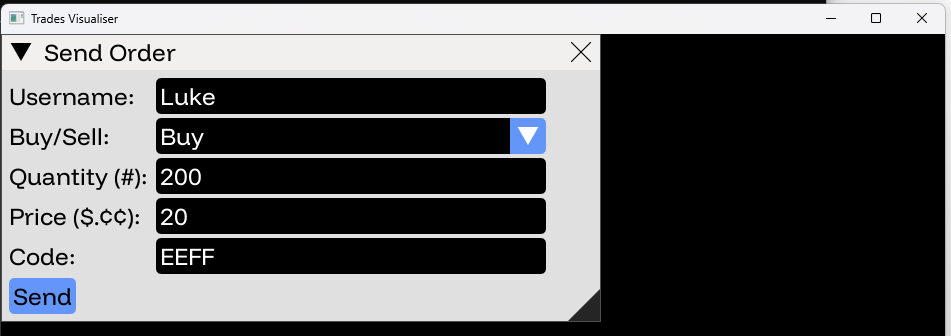 Trades Visualiser
Send Order
Username: Luke
Buy/Sell: Buy
Quantity (#): 200
Price ($.¢¢): 20
Code: EEFF
Send